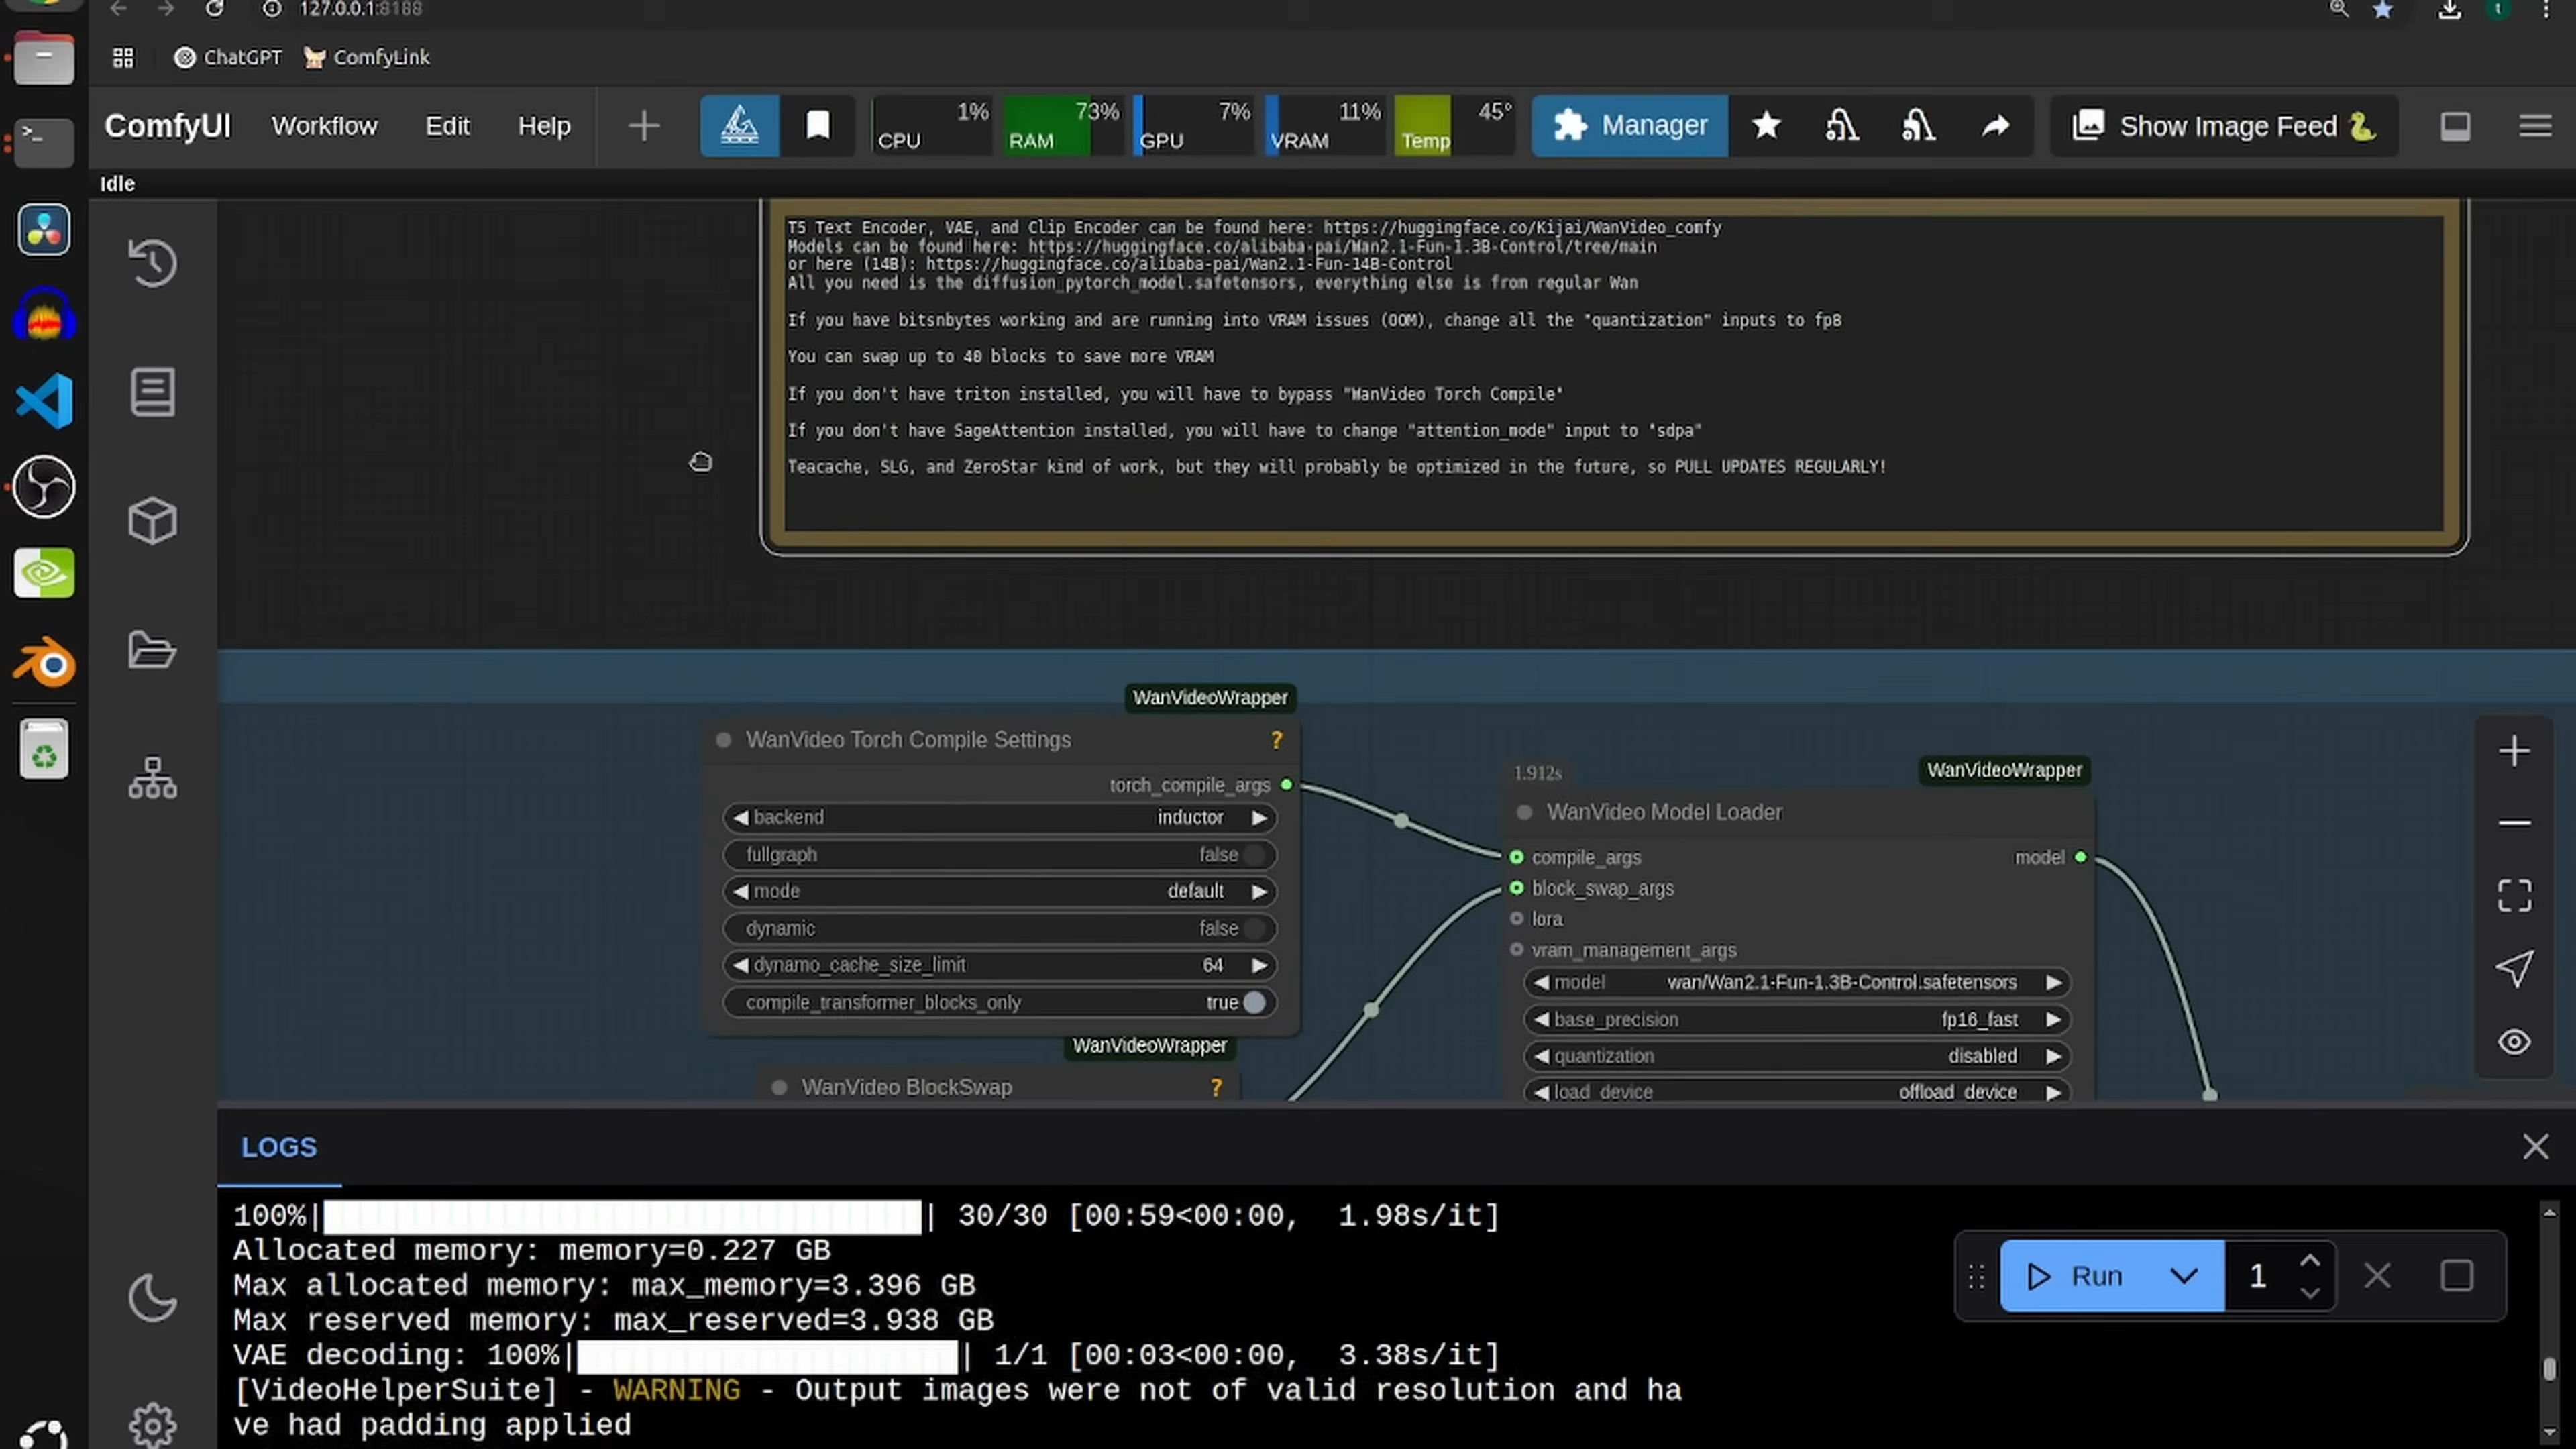 127.0.0.1:8188
ChatGPT
ComfyLink
ComfyUI
Workflow
Edit
Help
CPU 1%
RAM 73%
GPU 7%
VRAM 11%
Temp 45°
Manager
Show Image Feed
Idle
T5 Text Encoder, VAE, and Clip Encoder can be found here: https://huggingface.co/Kijai/WanVideo_comfy
Models can be found here: https://huggingface.co/alibaba-pai/Wan2.1-Fun-1.3B-Control/tree/main
or here (14B): https://huggingface.co/alibaba-pai/Wan2.1-Fun-14B-Control
All you need is the diffusion_pytorch_model.safetensors, everything else is from regular Wan
If you have bitsnbytes working and are running into VRAM issues (OOM), change all the "quantization" inputs to fp8
You can swap up to 40 blocks to save more VRAM
If you don't have triton installed, you will have to bypass "WanVideo Torch Compile"
If you don't have SageAttention installed, you will have to change "attention_mode" input to "sdpa"
Teacache, SLG, and ZeroStar kind of work, but they will probably be optimized in the future, so PULL UPDATES REGULARLY!
WanVideoWrapper
WanVideo Torch Compile Settings ?
torch_compile_args
backend inductor
fullgraph false
mode default
dynamic false
dynamo_cache_size_limit 64
compile_transformer_blocks_only true
WanVideoWrapper
WanVideo BlockSwap ?
1.912s
WanVideoWrapper
WanVideo Model Loader
compile_args model
block_swap_args
lora
vram_management_args
model wan/Wan2.1-Fun-1.3B-Control.safetensors
base_precision fp16_fast
quantization disabled
load_device offload_device
LOGS
100%| | 30/30 [00:59<00:00, 1.98s/it]
Allocated memory: memory=0.227 GB
Max allocated memory: max_memory=3.396 GB
Max reserved memory: max_reserved=3.938 GB
VAE decoding: 100%| | 1/1 [00:03<00:00, 3.38s/it]
[VideoHelperSuite] - WARNING - Output images were not of valid resolution and ha
ve had padding applied
Run
1